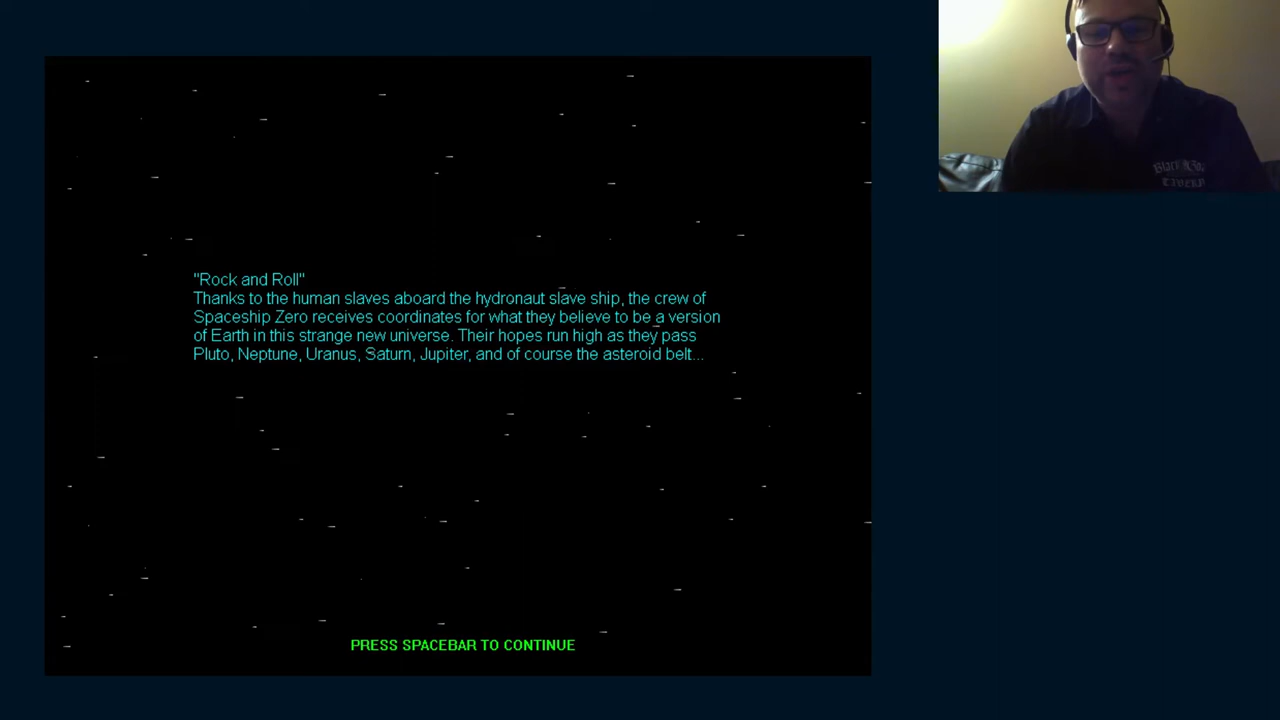 "Rock and Roll"
Thanks to the human slaves aboard the hydronaut slave ship, the crew of
Spaceship Zero receives coordinates for what they believe to be a version
of Earth in this strange new universe. Their hopes run high as they pass
Pluto, Neptune, Uranus, Saturn, Jupiter, and of course the asteroid belt...
PRESS SPACEBAR TO CONTINUE
TAVERN